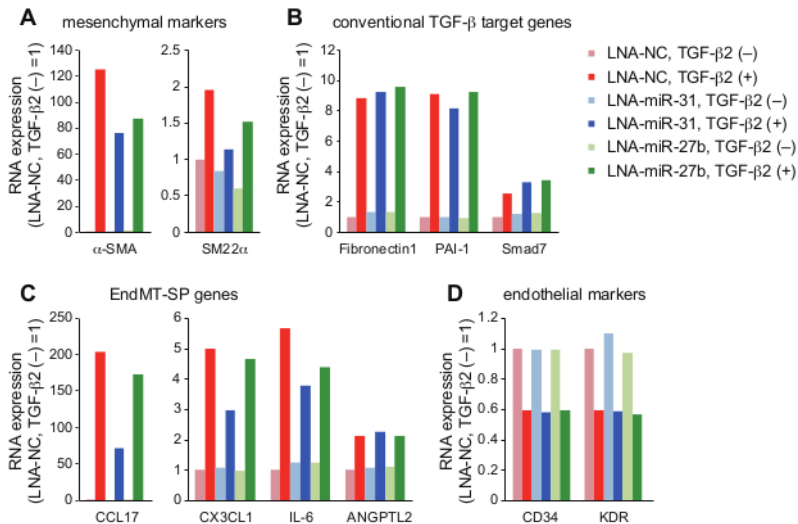 A mesenchymal markers
RNA expression
(LNA-NC, TGF-β2 (–) =1)
140
120
100
80
60
40
20
0
α-SMA
2.5
2
1.5
1
0.5
0
SM22α
B conventional TGF-β target genes
RNA expression
(LNA-NC, TGF-β2 (–) =1)
12
10
8
6
4
2
0
Fibronectin1 PAI-1 Smad7
LNA-NC, TGF-β2 (–)
LNA-NC, TGF-β2 (+)
LNA-miR-31, TGF-β2 (–)
LNA-miR-31, TGF-β2 (+)
LNA-miR-27b, TGF-β2 (–)
LNA-miR-27b, TGF-β2 (+)
C EndMT-SP genes
RNA expression
(LNA-NC, TGF-β2 (–) =1)
250
200
150
100
50
0
CCL17
6
5
4
3
2
1
0
CX3CL1 IL-6 ANGPTL2
D endothelial markers
RNA expression
(LNA-NC, TGF-β2 (–) =1)
1.2
1
0.8
0.6
0.4
0.2
0
CD34 KDR